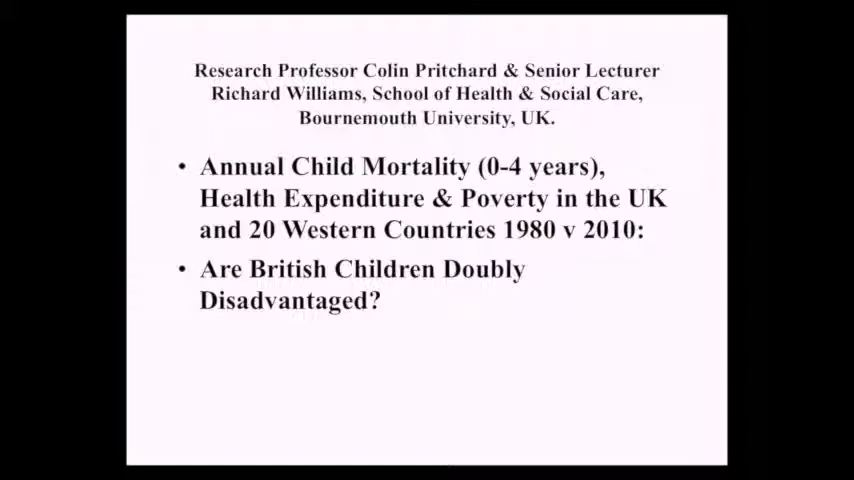 Research Professor Colin Pritchard & Senior Lecturer
Richard Williams, School of Health & Social Care,
Bournemouth University, UK.
• Annual Child Mortality (0-4 years),
Health Expenditure & Poverty in the UK
and 20 Western Countries 1980 v 2010:
• Are British Children Doubly
Disadvantaged?